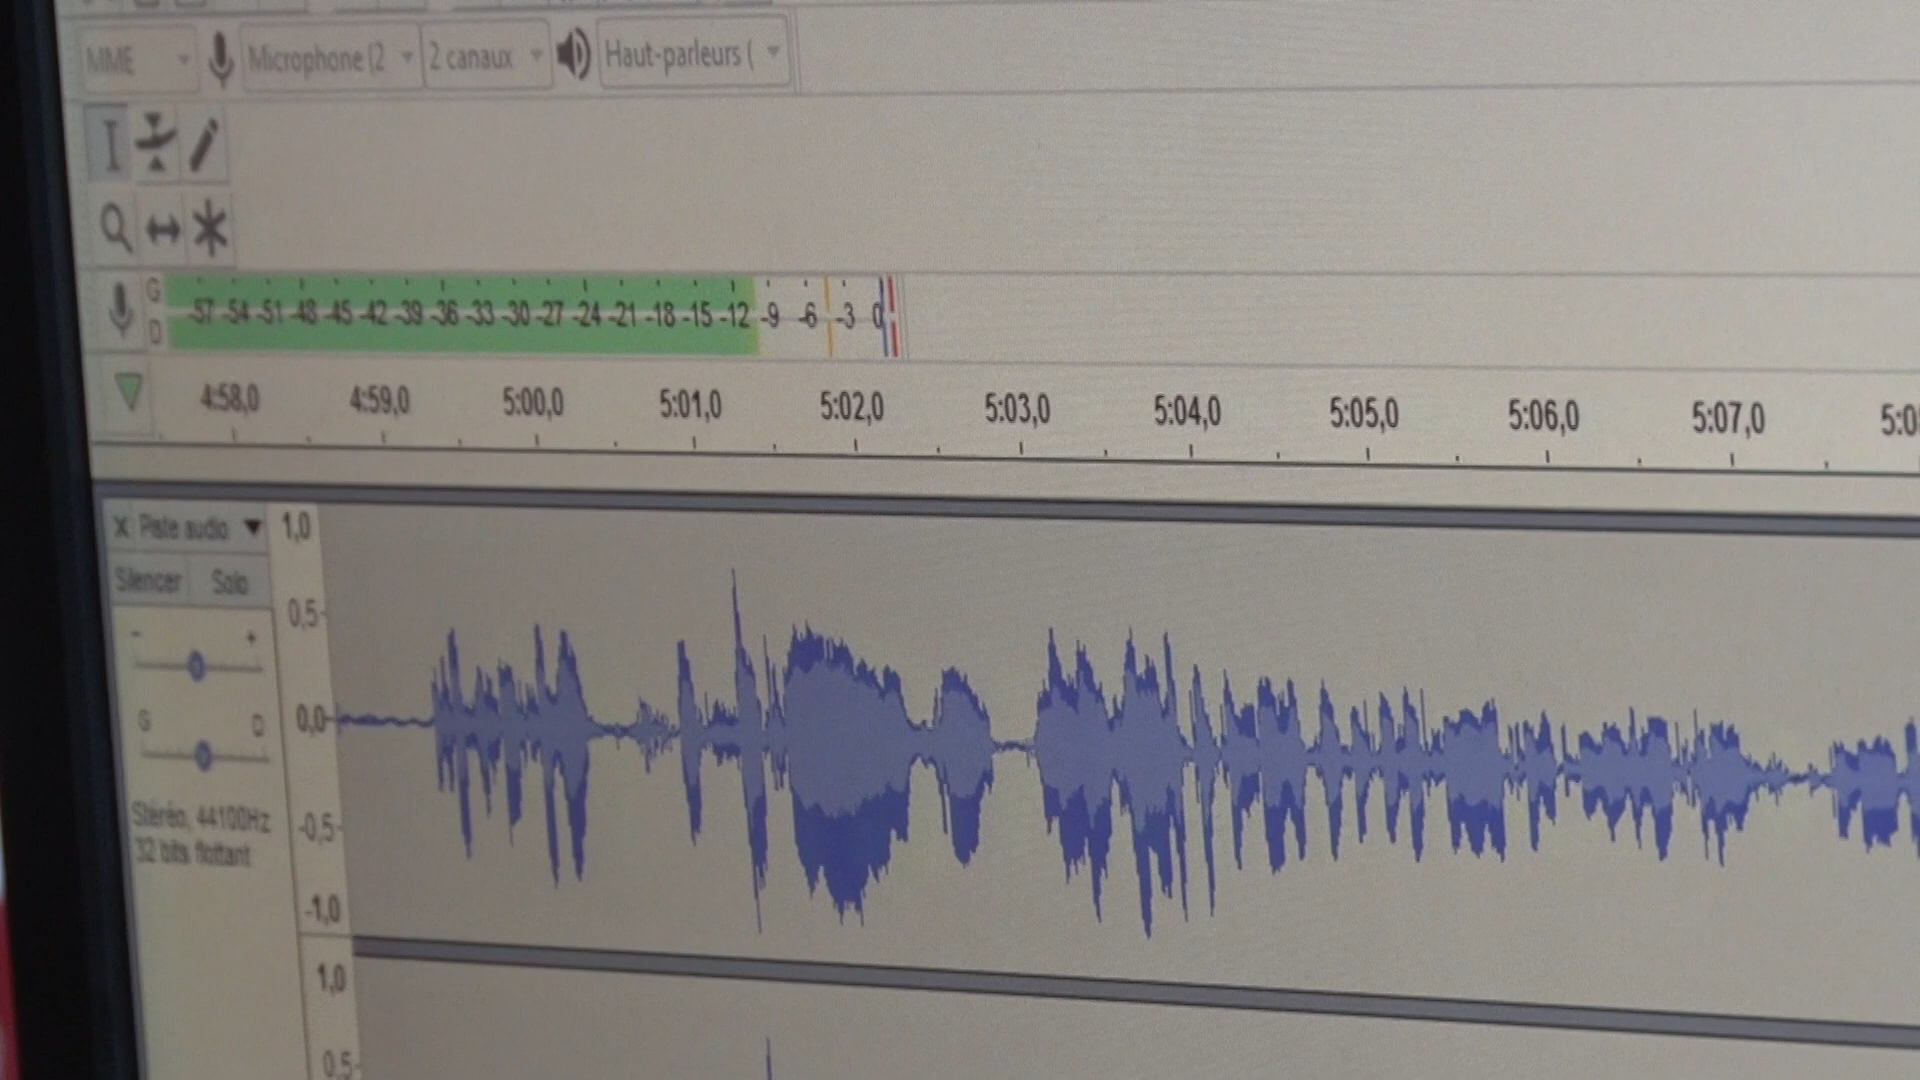 MME Microphone (2 2 canaux Haut-parleurs (
G
-57 -54 -51 -48 -45 -42 -39 -36 -33 -30 -27 -24 -21 -18 -15 -12 -9 -6 -3 0
D
4:58,0 4:59,0 5:00,0 5:01,0 5:02,0 5:03,0 5:04,0 5:05,0 5:06,0 5:07,0 5:0
X Piste audio 1,0
Silencer Solo
0,5
- +
G D 0,0
Stéréo, 44100Hz
-0,5
32 bits flottant
-1,0
1,0
0,5